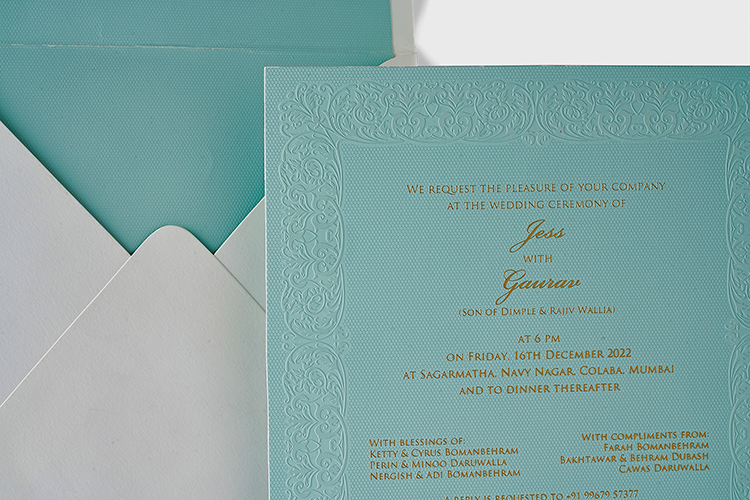 WE REQUEST THE PLEASURE OF YOUR COMPANY
AT THE WEDDING CEREMONY OF
Jess
WITH
Gaurav
(SON OF DIMPLE & RAJIV WALLIA)
AT 6 PM
ON FRIDAY, 16TH DECEMBER 2022
AT SAGARMATHA, NAVY NAGAR, COLABA, MUMBAI
AND TO DINNER THEREAFTER
WITH BLESSINGS OF:
KETTY & CYRUS BOMANBEHRAM
PERIN & MINOO DARUWALLA
NERGISH & ADI BOMANBEHRAM
WITH COMPLIMENTS FROM:
FARAH BOMANBEHRAM
BAKHTAWAR & BEHRAM DUBASH
CAWAS DARUWALLA
A REPLY IS REQUESTED TO +91 99679 57377